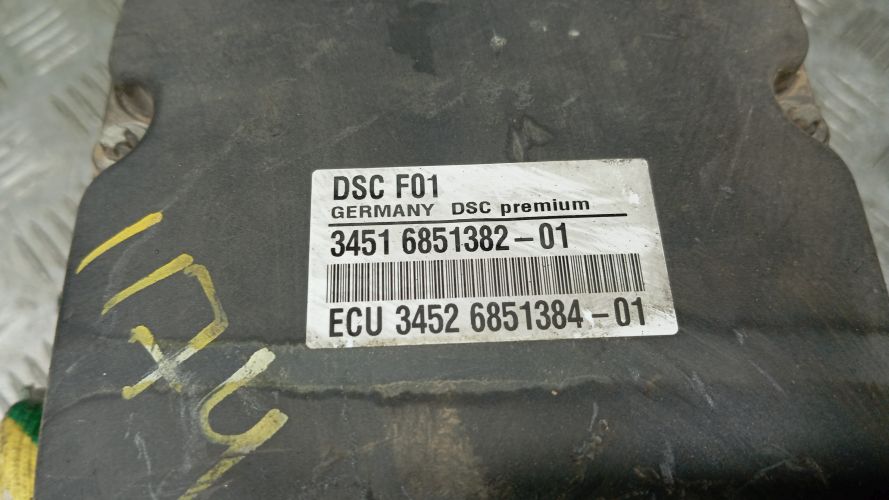 DSC F01
GERMANY DSC premium
3451 6851382-01
ECU 3452 6851384-01